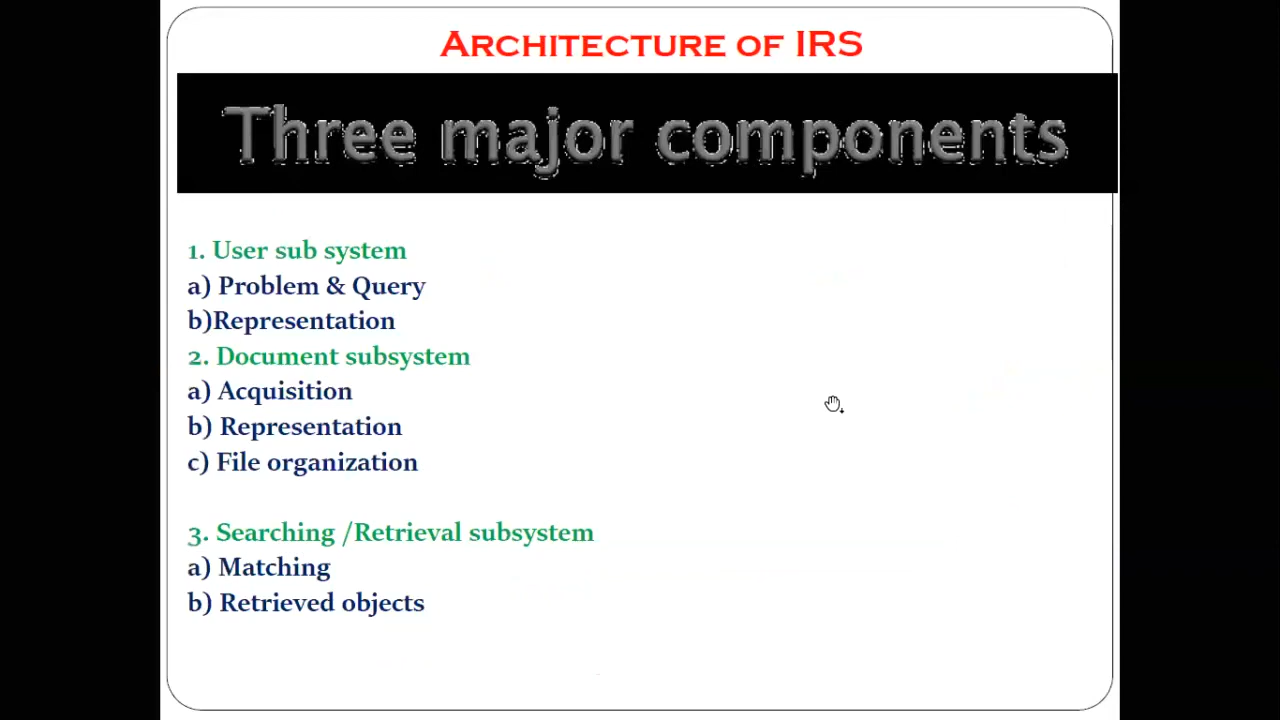 ARCHITECTURE OF IRS
Three major components
1. User sub system
a) Problem & Query
b)Representation
2. Document subsystem
a) Acquisition
b) Representation
c) File organization
3. Searching /Retrieval subsystem
a) Matching
b) Retrieved objects